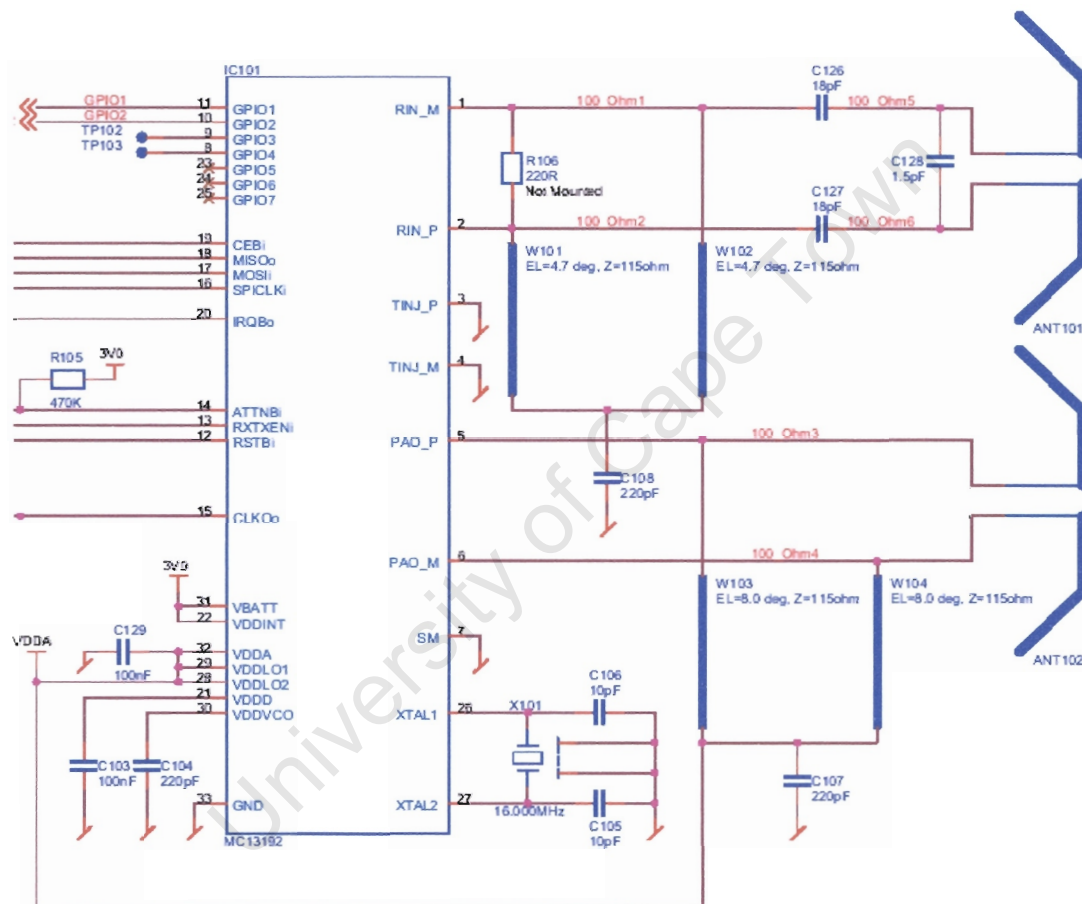 IC101
GPIO1 11 GPIO1
GPIO2 10 GPIO2
TP102 9 GPIO3
TP103 8 GPIO4
23 GPIO5
24 GPIO6
25 GPIO7
19 CEBi
18 MISOo
17 MOSIi
16 SPICLKi
20 IRQBo
R105
3V0
470K
14 ATTNBi
13 RXTXENi
12 RSTBi
15 CLKOo
3V0
31 VBATT
22 VDDINT
VDDA
C129
100nF
32 VDDA
29 VDDLO1
28 VDDLO2
21 VDDD
30 VDDVCO
C103
100nF
C104
220pF
33 GND
MC13192
RIN_M 1
100 Ohm1
C126
18pF
100 Ohm5
R106
220R
Not Mounted
C128
1.5pF
RIN_P 2
100 Ohm2
C127
18pF
100 Ohm6
W101
EL=4.7 deg, Z=115ohm
W102
EL=4.7 deg, Z=115ohm
TINJ_P 3
TINJ_M 4
ANT101
PAO_P 5
100 Ohm3
C108
220pF
PAO_M 6
100 Ohm4
W103
EL=8.0 deg, Z=115ohm
W104
EL=8.0 deg, Z=115ohm
SM 7
ANT102
XTAL1 26
X101
C106
10pF
XTAL2 27
16.000MHz
C105
10pF
C107
220pF
University of Cape Town